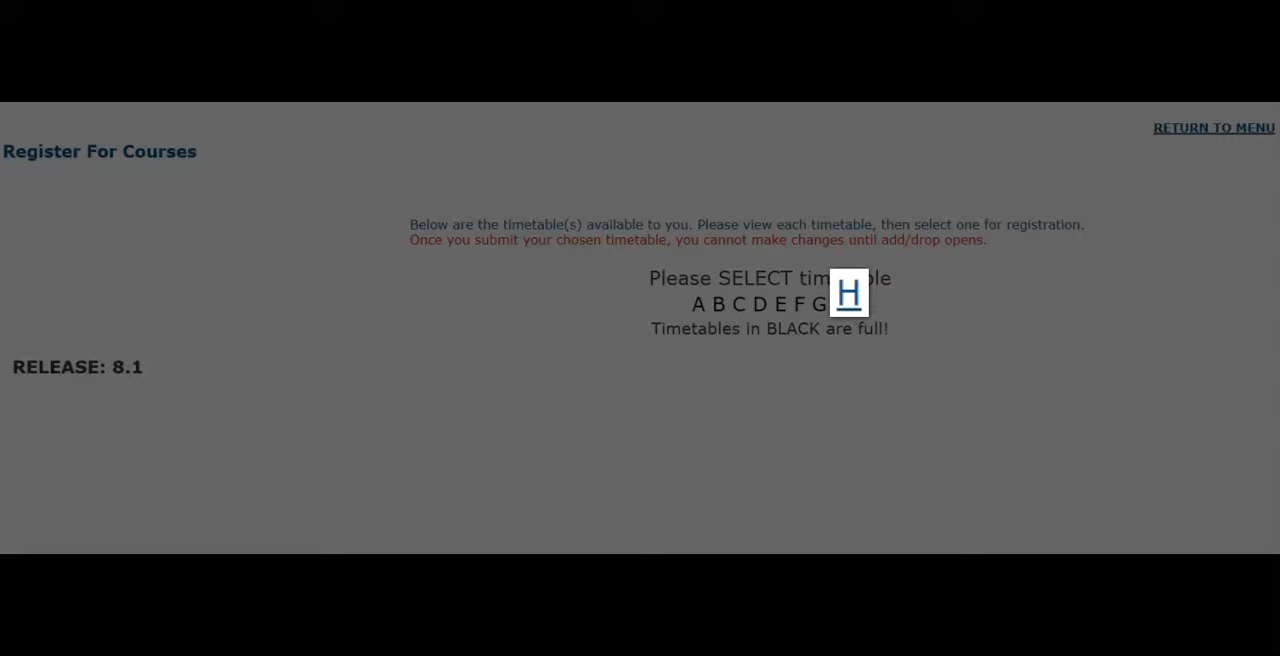 RETURN TO MENU
Register For Courses
Below are the timetable(s) available to you. Please view each timetable, then select one for registration.
Once you submit your chosen timetable, you cannot make changes until add/drop opens.
Please SELECT
A B C D E F G H
Timetables in BLACK are full!
RELEASE: 8.1